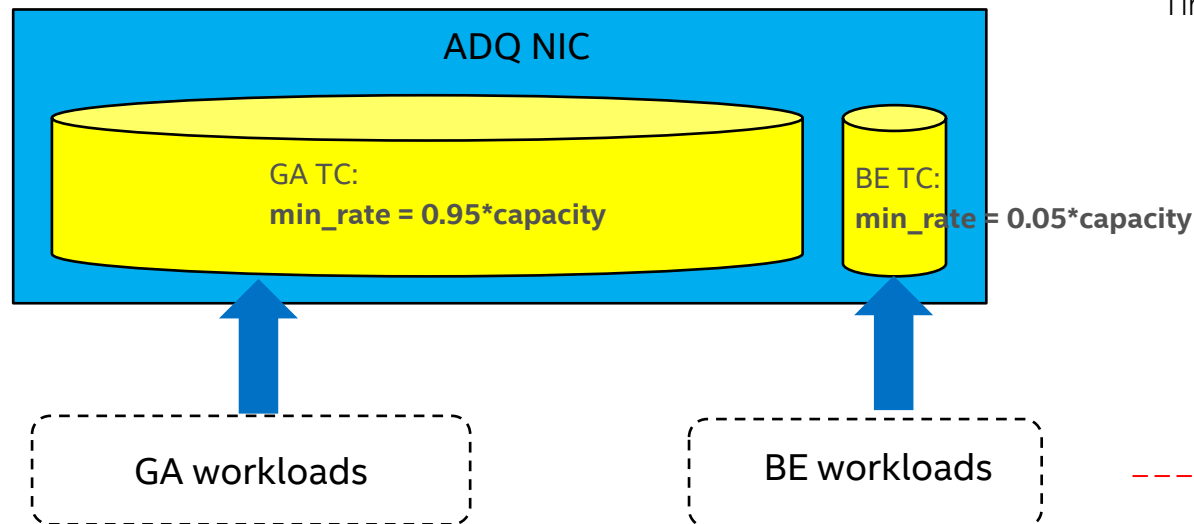 ADQ NIC
GA TC:
min_rate = 0.95*capacity
BE TC:
min_rate = 0.05*capacity
GA workloads
BE workloads